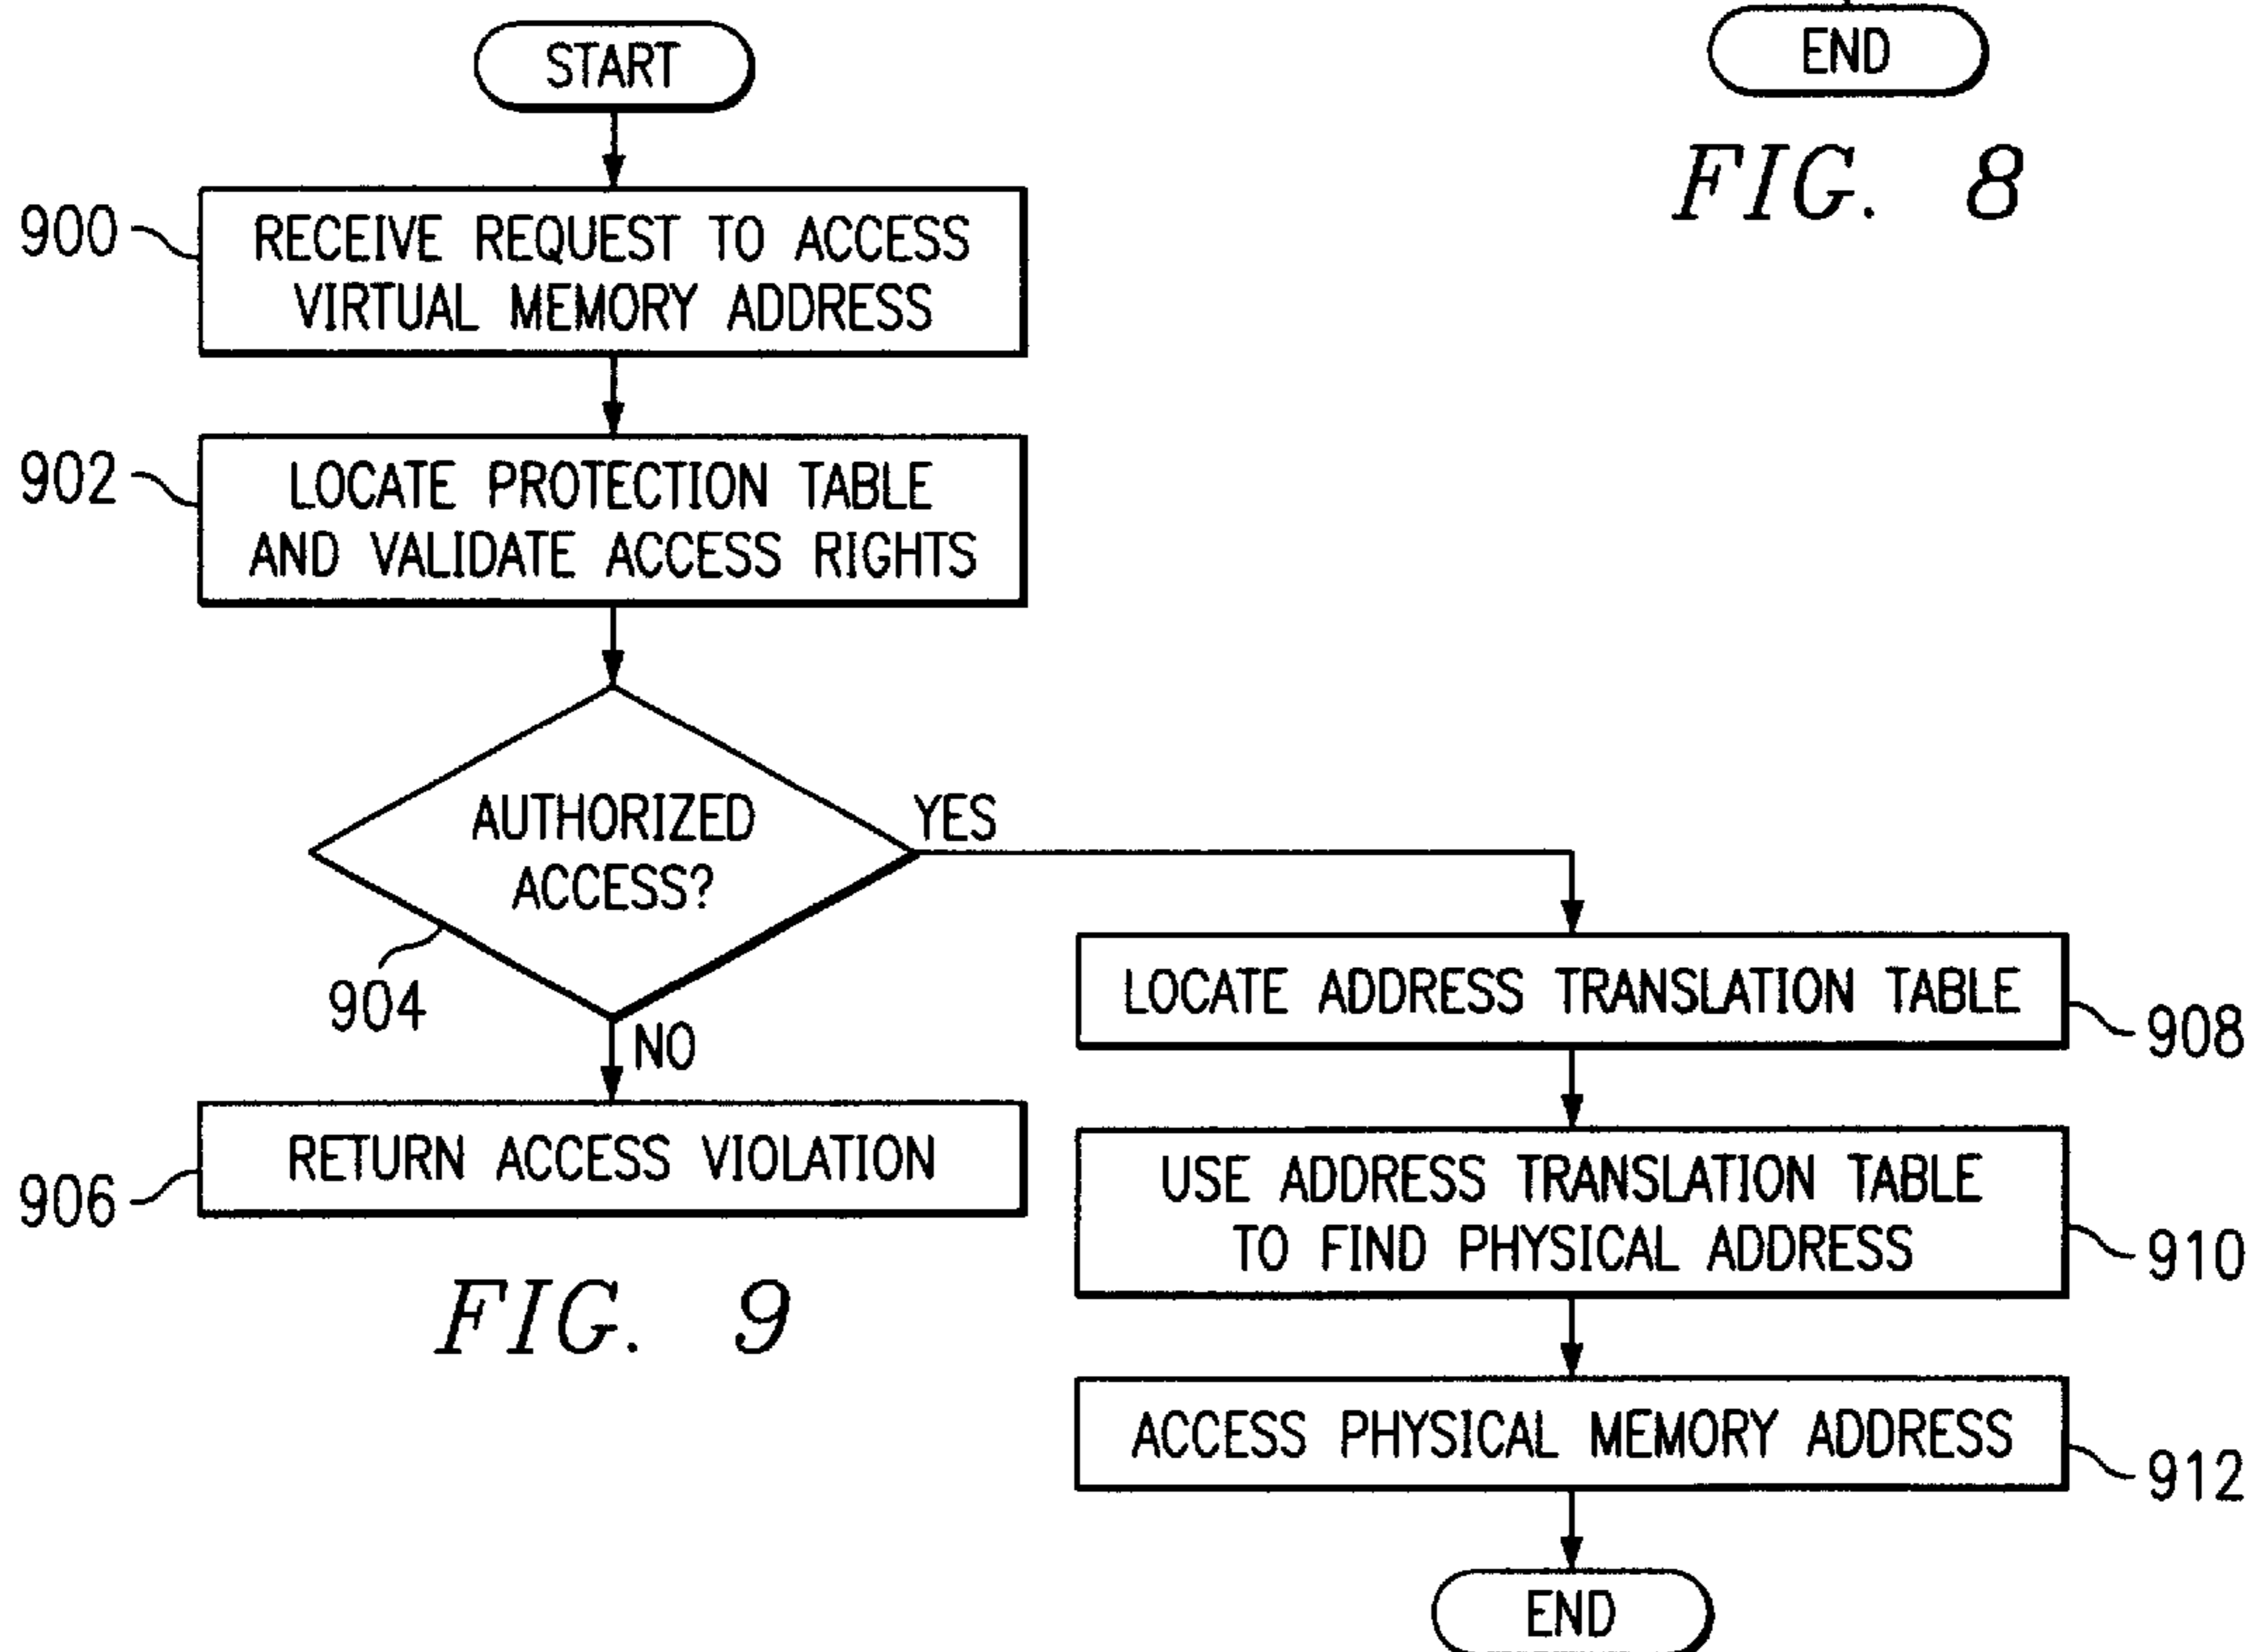 START
900
RECEIVE REQUEST TO ACCESS
VIRTUAL MEMORY ADDRESS
902
LOCATE PROTECTION TABLE
AND VALIDATE ACCESS RIGHTS
AUTHORIZED
ACCESS?
YES
904
NO
906
RETURN ACCESS VIOLATION
FIG. 9
LOCATE ADDRESS TRANSLATION TABLE
908
USE ADDRESS TRANSLATION TABLE
TO FIND PHYSICAL ADDRESS
910
ACCESS PHYSICAL MEMORY ADDRESS
912
END
END
FIG. 8